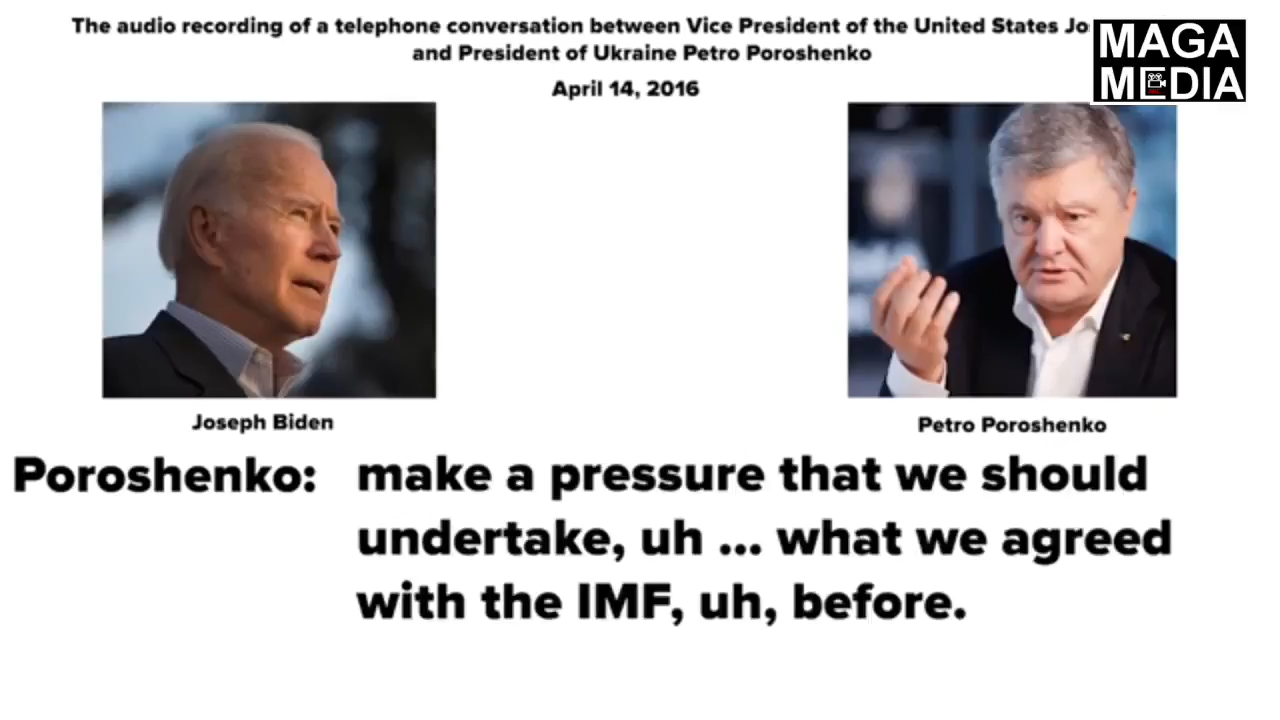 The audio recording of a telephone conversation between Vice President of the United States
and President of Ukraine Petro Poroshenko
April 14, 2016
MAGA
MEDIA
Joseph Biden
Petro Poroshenko
Poroshenko: make a pressure that we should
undertake, uh ... what we agreed
with the IMF, uh, before.